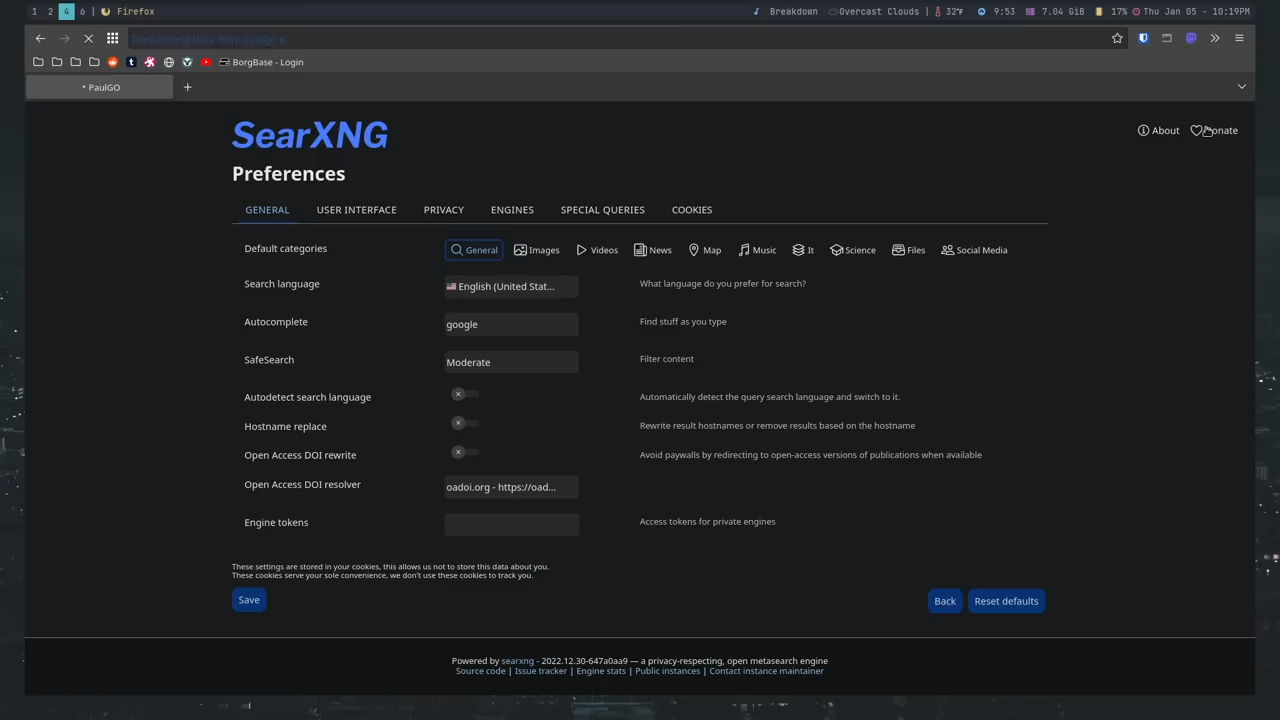 1 2 4 6 | Firefox
Breakdown | Overcast Clouds | 32°F 9:53 7.04 GiB 17% Thu Jan 05 - 10:19PM
BorgBase - Login
* PaulGO
SearXNG
About
Preferences
GENERAL USER INTERFACE PRIVACY ENGINES SPECIAL QUERIES COOKIES
Default categories General Images Videos News Map Music It Science Files Social Media
Search language English (United Stat... What language do you prefer for search?
Autocomplete google Find stuff as you type
SafeSearch Moderate Filter content
Autodetect search language Automatically detect the query search language and switch to it.
Hostname replace Rewrite result hostnames or remove results based on the hostname
Open Access DOI rewrite Avoid paywalls by redirecting to open-access versions of publications when available
Open Access DOI resolver oadoi.org - https://oad...
Engine tokens Access tokens for private engines
These settings are stored in your cookies, this allows us not to store this data about you.
These cookies serve your sole convenience, we don't use these cookies to track you.
Save Back Reset defaults
Powered by searxng - 2022.12.30-647a0aa9 — a privacy-respecting, open metasearch engine
Source code | Issue tracker | Engine stats | Public instances | Contact instance maintainer